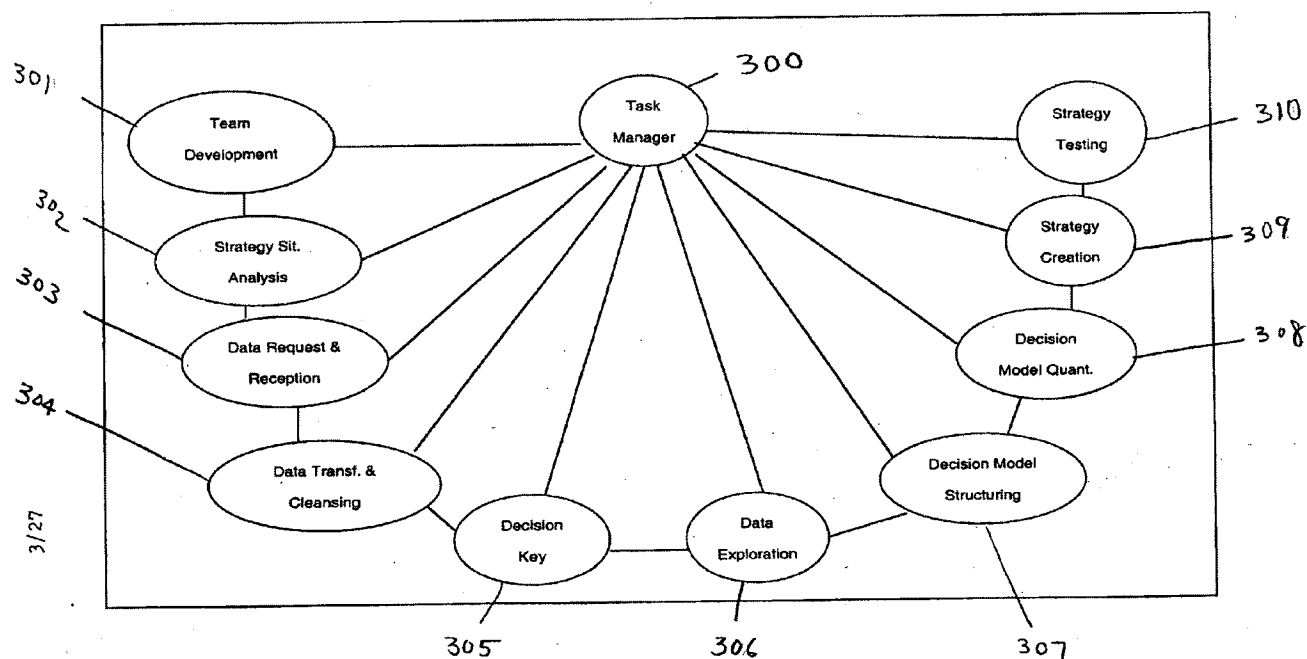 300
Task
Manager
301
Team
Development
302
Strategy Sit.
Analysis
303
Data Request &
Reception
304
Data Transf. &
Cleansing
Decision
Key
305
Data
Exploration
306
Decision Model
Structuring
307
Decision
Model Quant.
308
Strategy
Creation
309
Strategy
Testing
310
3/27